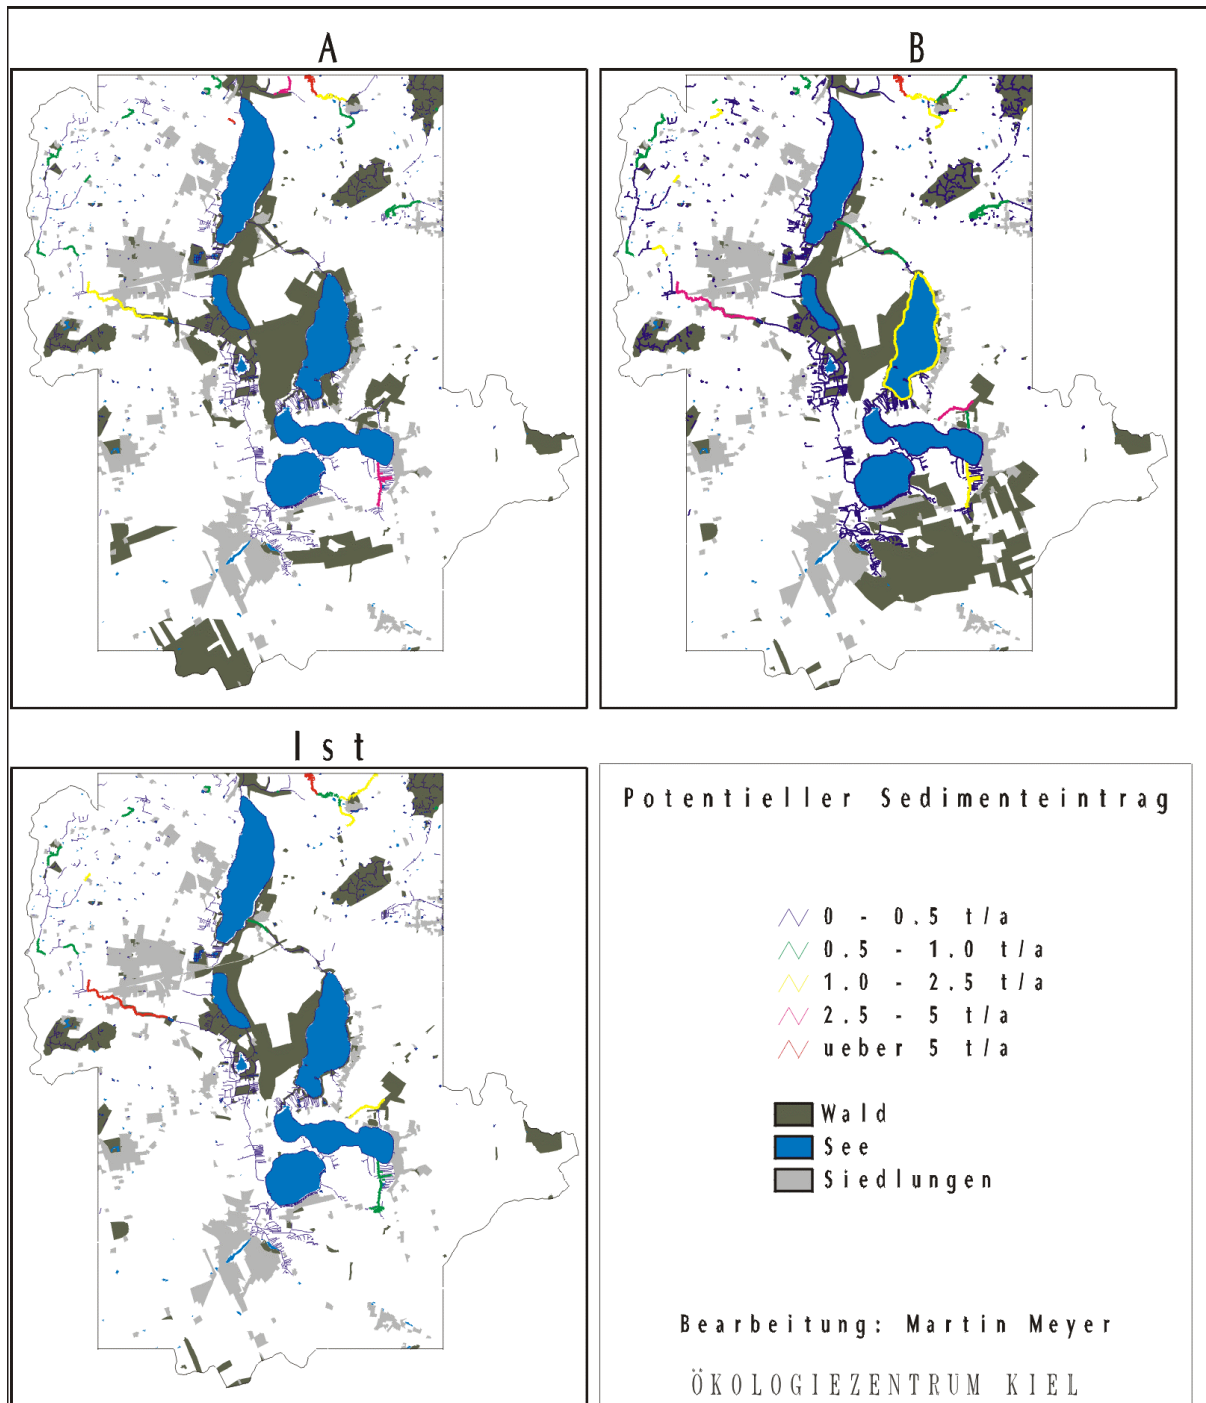 A
B
Ist
Potentieller Sedimenteintrag
0 - 0.5 t/a
0.5 - 1.0 t/a
1.0 - 2.5 t/a
2.5 - 5 t/a
ueber 5 t/a
Wald
See
Siedlungen
Bearbeitung: Martin Meyer
ÖKOLOGIEZENTRUM KIEL